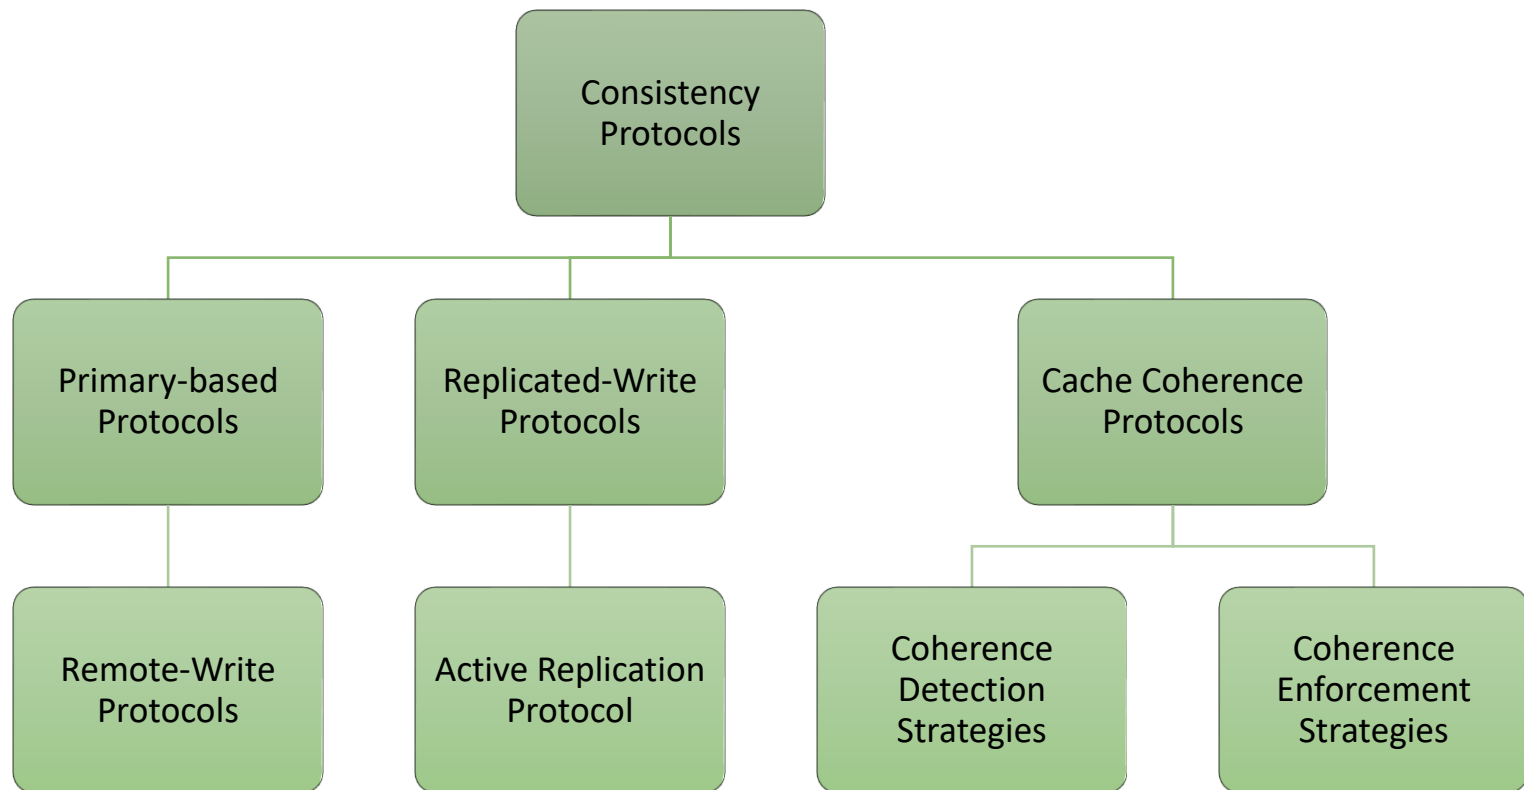 Consistency
Protocols
Primary-based
Protocols
Replicated-Write
Protocols
Cache Coherence
Protocols
Remote-Write
Protocols
Active Replication
Protocol
Coherence
Detection
Strategies
Coherence
Enforcement
Strategies